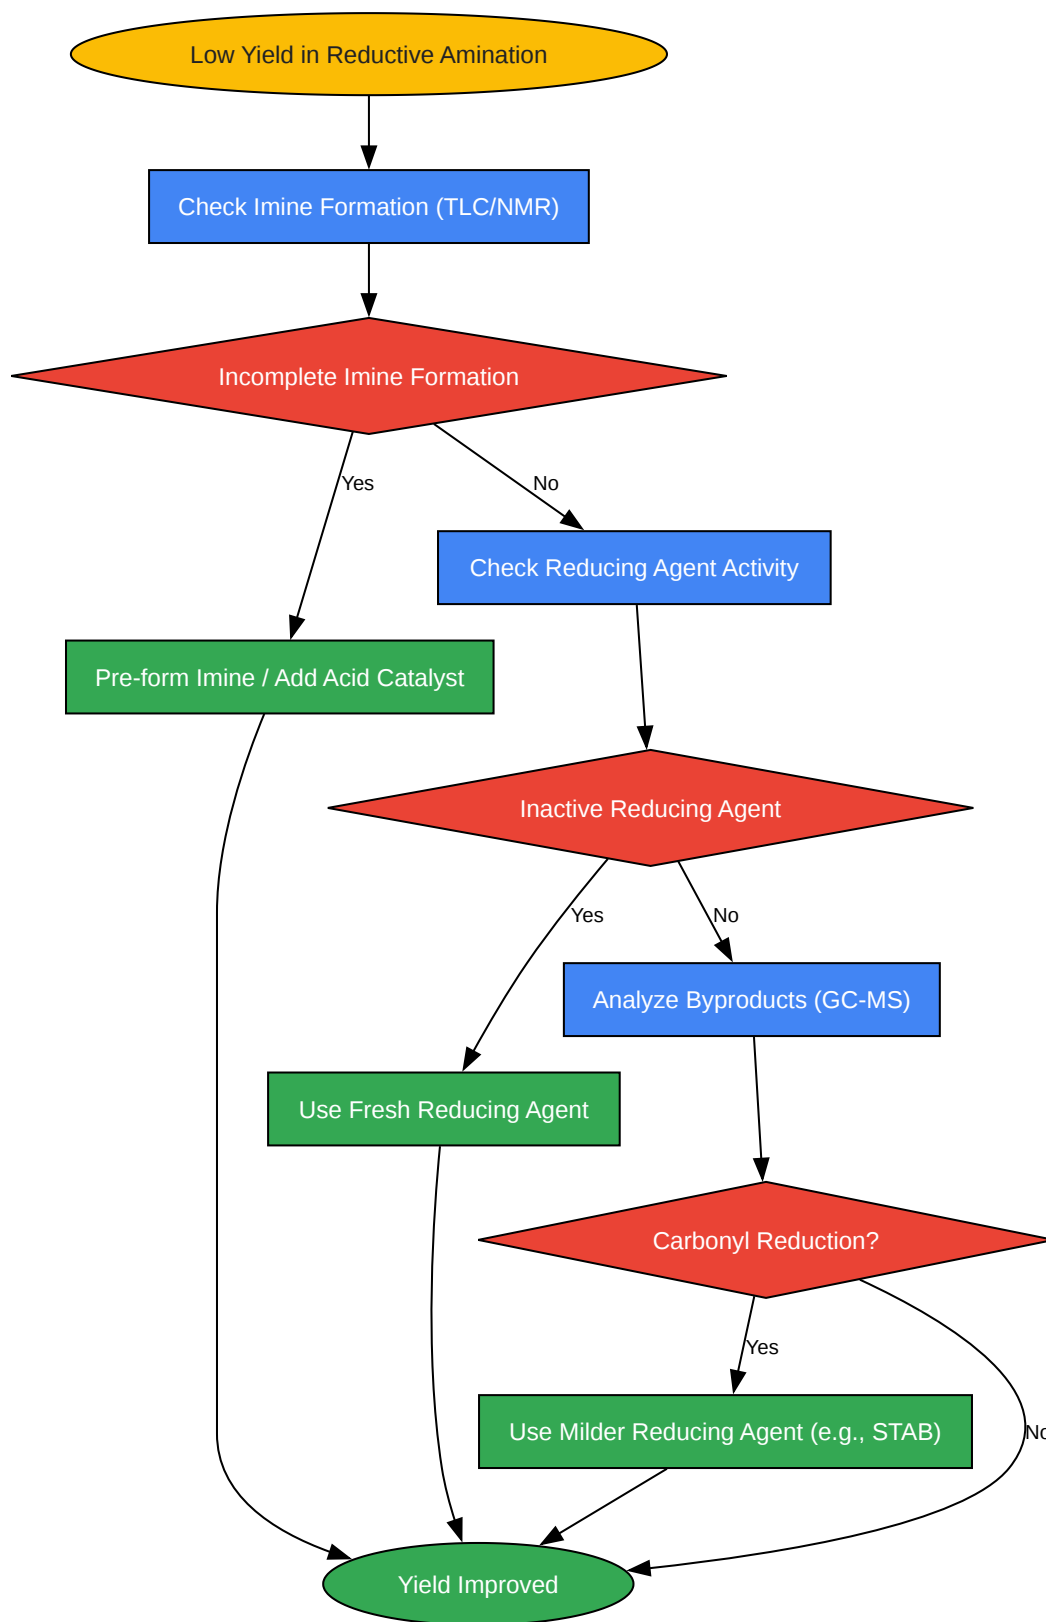 Low Yield in Reductive Amination
Check Imine Formation (TLC/NMR)
Incomplete Imine Formation
Yes
No
Check Reducing Agent Activity
Pre-form Imine / Add Acid Catalyst
Inactive Reducing Agent
Yes
No
Analyze Byproducts (GC-MS)
Use Fresh Reducing Agent
Carbonyl Reduction?
Yes
Use Milder Reducing Agent (e.g., STAB)
No
Yield Improved